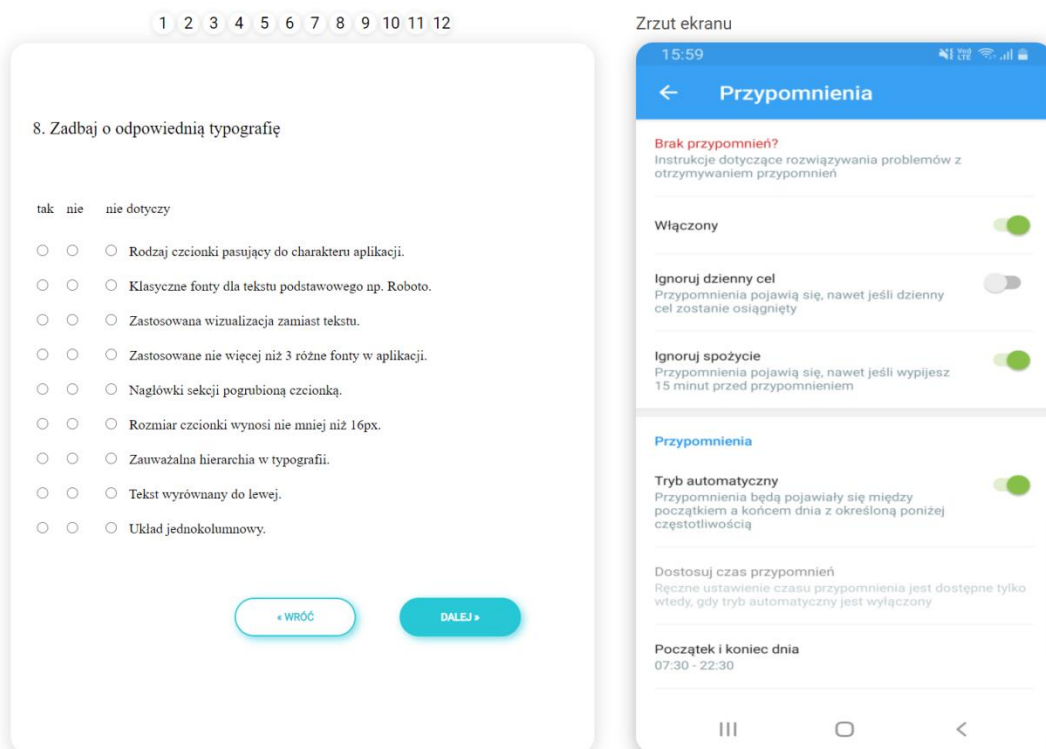 1 2 3 4 5 6 7 8 9 10 11 12
8. Zadbaj o odpowiednią typografię
tak nie nie dotyczy
Rodzaj czcionki pasujący do charakteru aplikacji.
Klasyczne fonty dla tekstu podstawowego np. Roboto.
Zastosowana wizualizacja zamiast tekstu.
Zastosowane nie więcej niż 3 różne fonty w aplikacji.
Nagłówki sekcji pogrubioną czcionką.
Rozmiar czcionki wynosi nie mniej niż 16px.
Zauważalna hierarchia w typografii.
Tekst wyrównany do lewej.
Układ jednokolumnowy.
« WRÓĆ
DALEJ »
Zrzut ekranu
15:59
Przypomnienia
Brak przypomnień?
Instrukcje dotyczące rozwiązywania problemów z
otrzymywaniem przypomnień
Włączony
Ignoruj dzienny cel
Przypomnienia pojawią się, nawet jeśli dzienny
cel zostanie osiągnięty
Ignoruj spożycie
Przypomnienia pojawią się, nawet jeśli wypijesz
15 minut przed przypomnieniem
Przypomnienia
Tryb automatyczny
Przypomnienia będą pojawiały się między
początkiem a końcem dnia z określoną poniżej
częstotliwością
Dostosuj czas przypomnień
Ręczne ustawienie czasu przypomnienia jest dostępne tylko
wtedy, gdy tryb automatyczny jest wyłączony
Początek i koniec dnia
07:30 - 22:30